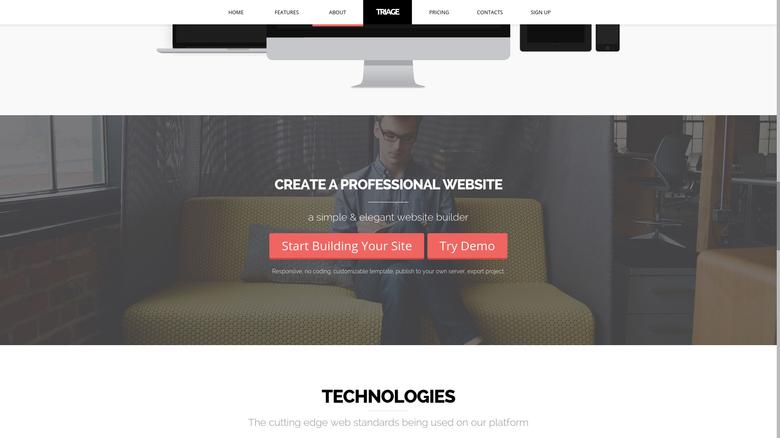 HOME FEATURES ABOUT TRIAGE PRICING CONTACTS SIGN UP
CREATE A PROFESSIONAL WEBSITE
a simple & elegant website builder
Start Building Your Site Try Demo
Responsive, no coding, customizable template, publish to your own server, export project
TECHNOLOGIES
The cutting edge web standards being used on our platform